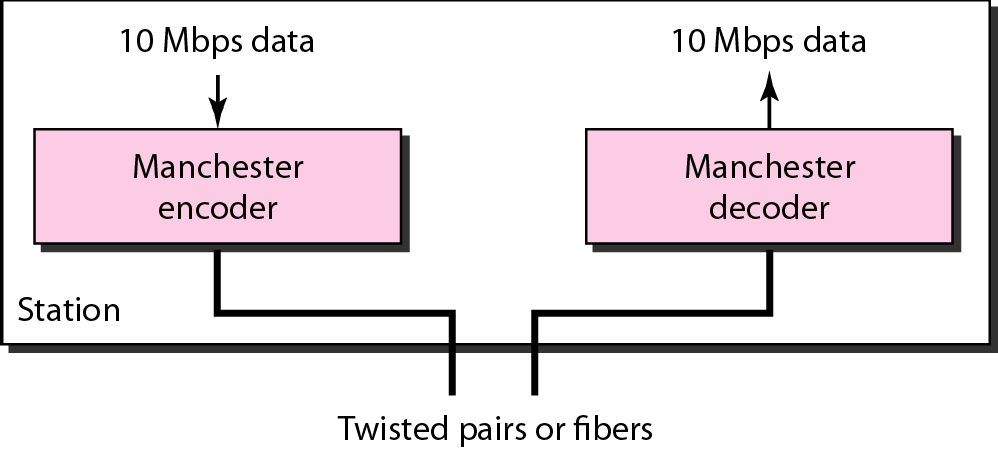 10 Mbps data
10 Mbps data
Manchester
encoder
Manchester
decoder
Station
Twisted pairs or fibers